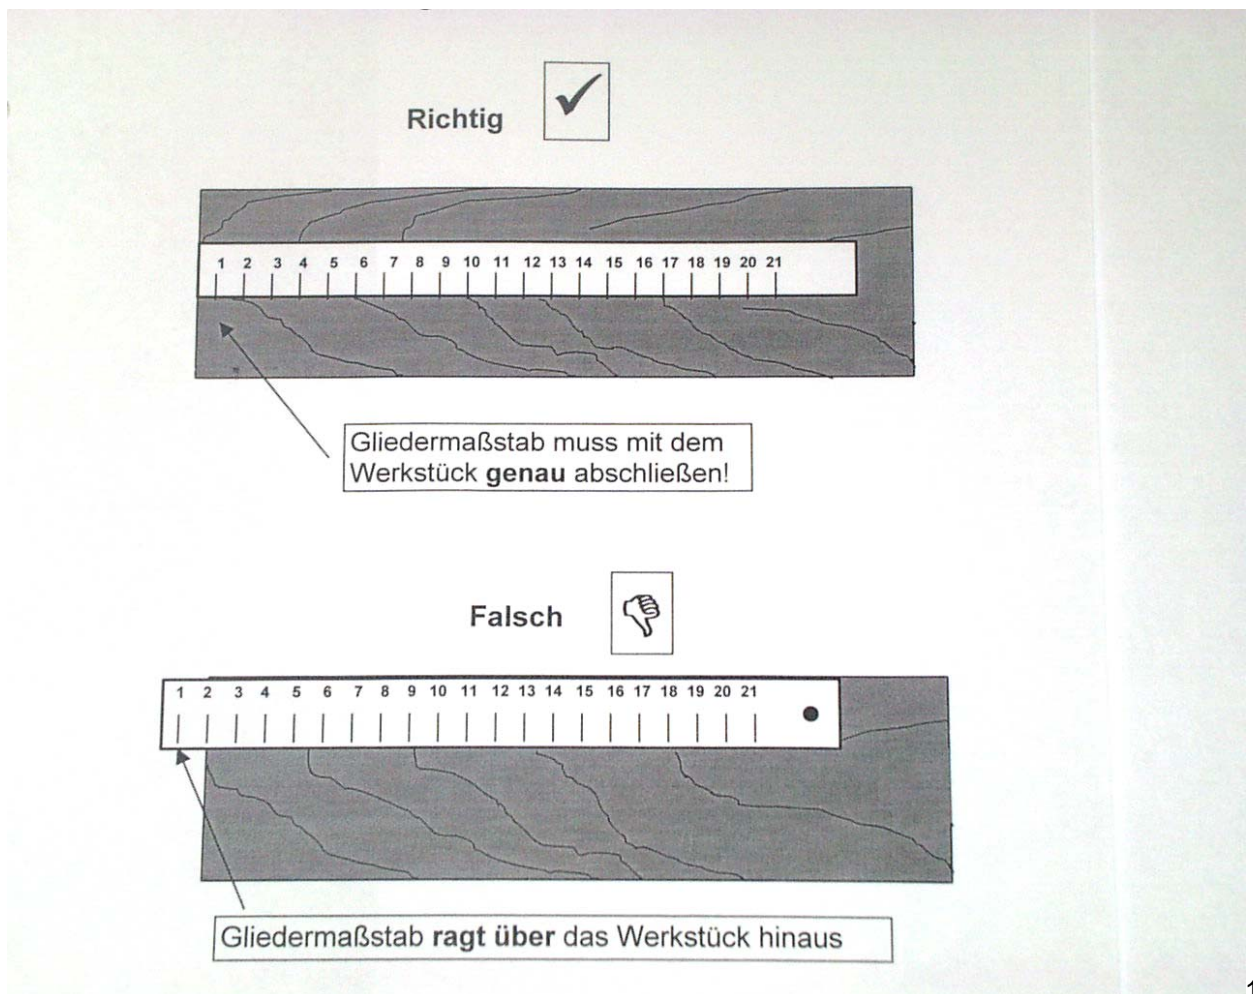 Richtig
1 2 3 4 5 6 7 8 9 10 11 12 13 14 15 16 17 18 19 20 21
Gliedermaßstab muss mit dem
Werkstück genau abschließen!
Falsch
1 2 3 4 5 6 7 8 9 10 11 12 13 14 15 16 17 18 19 20 21
Gliedermaßstab ragt über das Werkstück hinaus
1